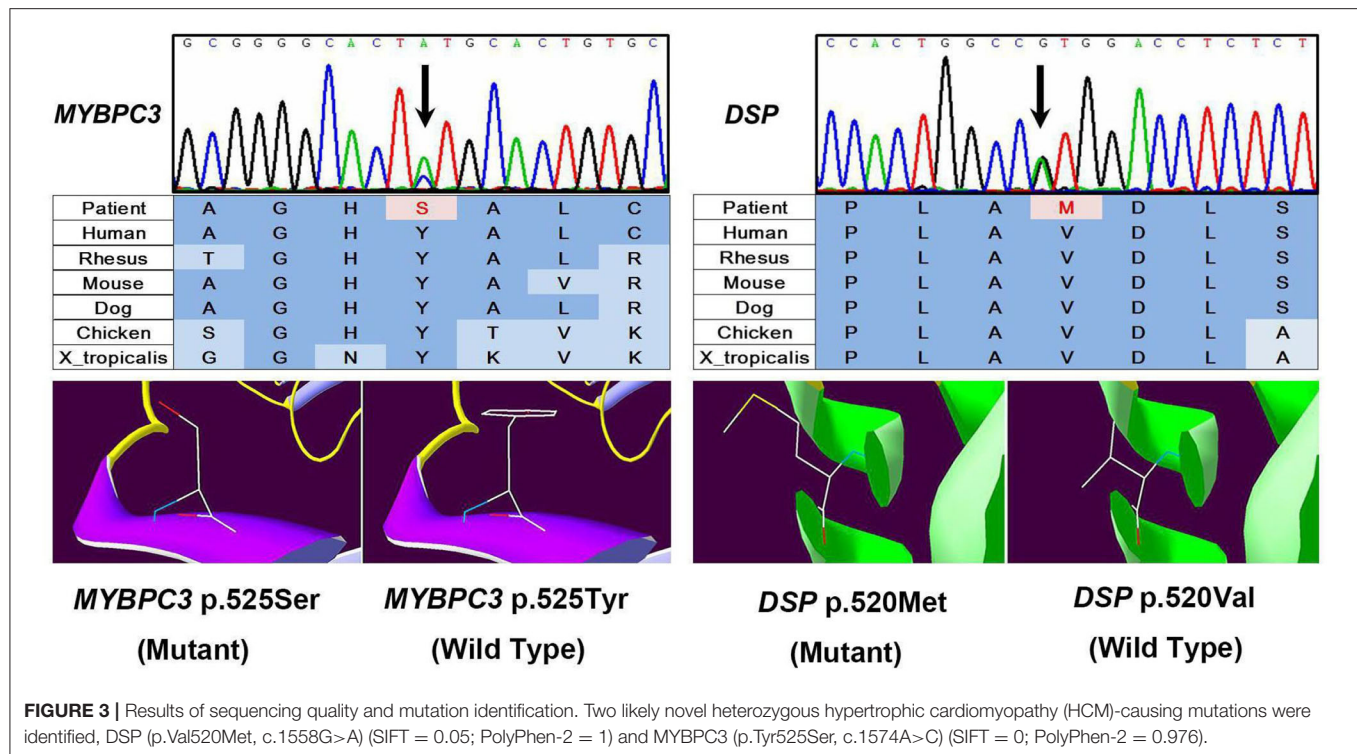 G C G G G G C A C T A T G C A C T G T G C
MYBPC3
Patient A G H S A L C
Human A G H Y A L C
Rhesus T G H Y A L R
Mouse A G H Y A V R
Dog A G H Y A L R
Chicken S G H Y T V K
X_tropicalis G G N Y K V K
MYBPC3 p.525Ser
(Mutant)
MYBPC3 p.525Tyr
(Wild Type)
C C A C T G G C C G T G G A C C T C T C T
DSP
Patient P L A M D L S
Human P L A V D L S
Rhesus P L A V D L S
Mouse P L A V D L S
Dog P L A V D L S
Chicken P L A V D L A
X_tropicalis P L A V D L A
DSP p.520Met
(Mutant)
DSP p.520Val
(Wild Type)
FIGURE 3 | Results of sequencing quality and mutation identification. Two likely novel heterozygous hypertrophic cardiomyopathy (HCM)-causing mutations were
identified, DSP (p.Val520Met, c.1558G>A) (SIFT = 0.05; PolyPhen-2 = 1) and MYBPC3 (p.Tyr525Ser, c.1574A>C) (SIFT = 0; PolyPhen-2 = 0.976).